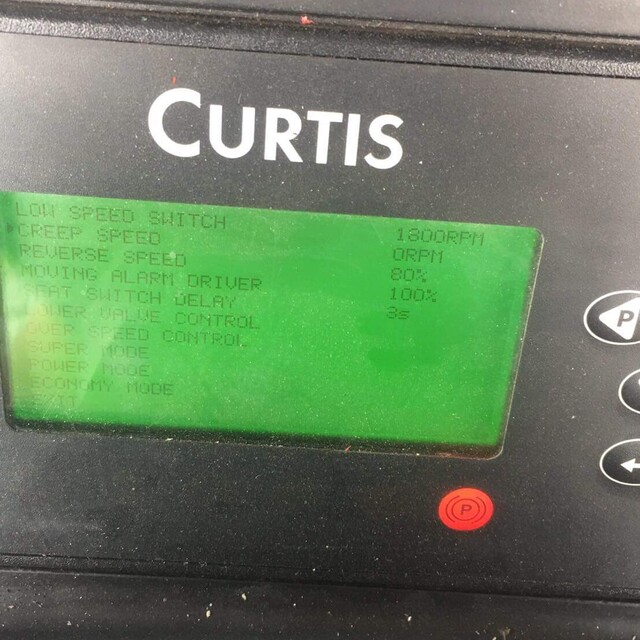 CURTIS
LOW SPEED SWITCH 1800RPM
CREEP SPEED 0RPM
REVERSE SPEED 80%
MOVING ALARM DRIVER 100%
SEAT SWITCH DELAY 3s
LOWER VALVE CONTROL
OVER SPEED CONTROL
SUPER MODE
POWER MODE
ECONOMY MODE
EXIT
P
P